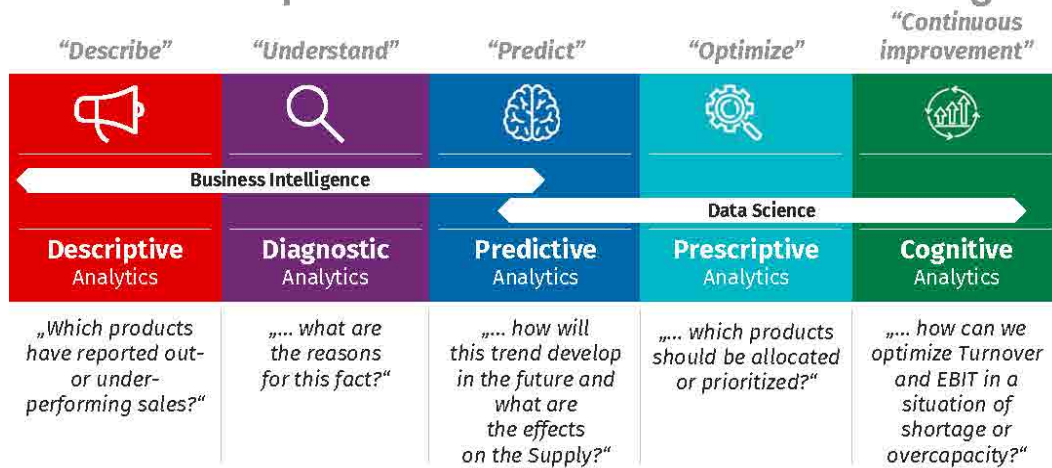 “Describe”
“Understand”
“Predict”
“Optimize”
“Continuous
improvement”
Business Intelligence
Data Science
Descriptive
Analytics
Diagnostic
Analytics
Predictive
Analytics
Prescriptive
Analytics
Cognitive
Analytics
„Which products
have reported out-
or under-
performing sales?“
„... what are
the reasons
for this fact?“
„... how will
this trend develop
in the future and
what are
the effects
on the Supply?“
„... which products
should be allocated
or prioritized?“
„... how can we
optimize Turnover
and EBIT in a
situation of
shortage or
overcapacity?“